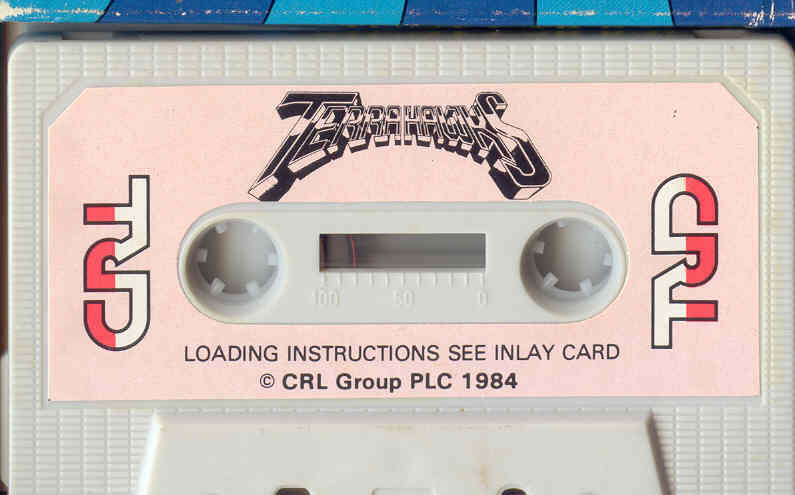 TERRAHAWKS
CRL
CRL
100 50 0
LOADING INSTRUCTIONS SEE INLAY CARD
© CRL Group PLC 1984